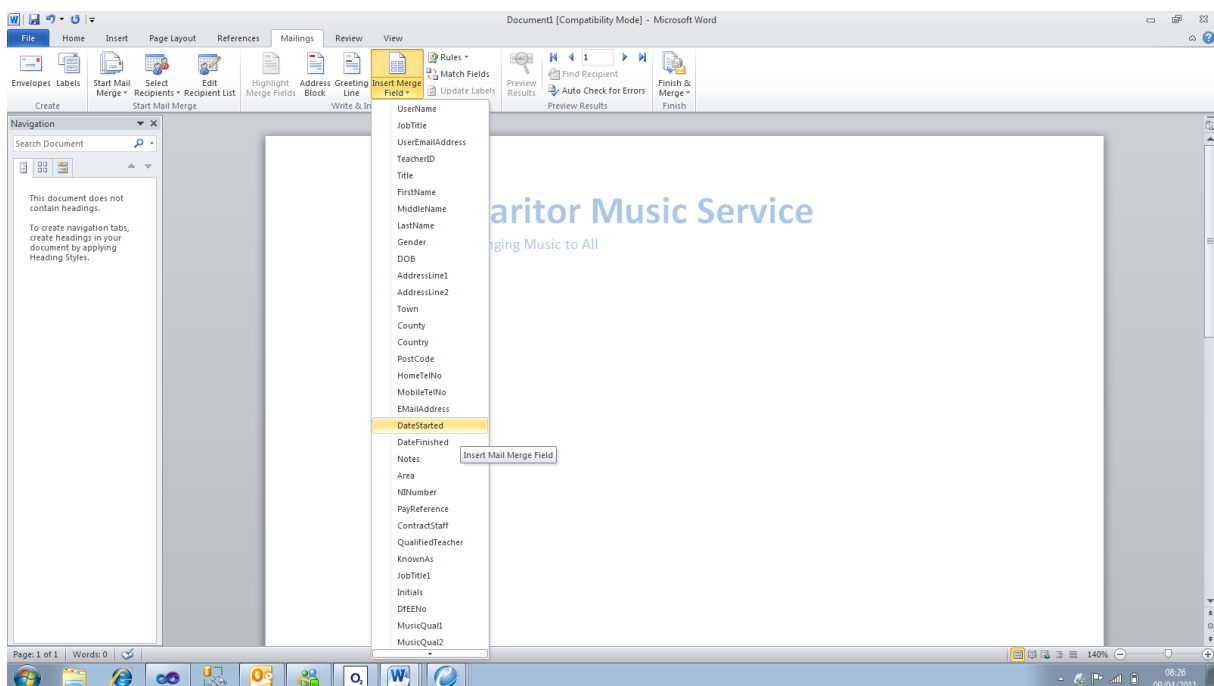 Document1 [Compatibility Mode] - Microsoft Word
File Home Insert Page Layout References Mailings Review View
Envelopes Labels
Create
Start Mail Merge
Select Recipients
Edit Recipient List
Start Mail Merge
Highlight Merge Fields
Address Block
Greeting Line
Insert Merge Field
Rules
Match Fields
Update Labels
Write & In
Preview Results
1
Find Recipient
Auto Check for Errors
Preview Results
Finish & Merge
Finish
Navigation
Search Document
This document does not
contain headings.
To create navigation tabs,
create headings in your
document by applying
Heading Styles.
UserName
JobTitle
UserEmailAddress
TeacherID
Title
FirstName
MiddleName
LastName
Gender
DOB
AddressLine1
AddressLine2
Town
County
Country
PostCode
HomeTelNo
MobileTelNo
EMailAddress
DateStarted
DateFinished
Notes
Area
NINumber
PayReference
ContractStaff
QualifiedTeacher
KnownAs
JobTitle1
Initials
DfEENo
MusicQual1
MusicQual2
Insert Mail Merge Field
aritor Music Service
nging Music to All
Page: 1 of 1 Words: 0
140%
08:26
09/04/2011